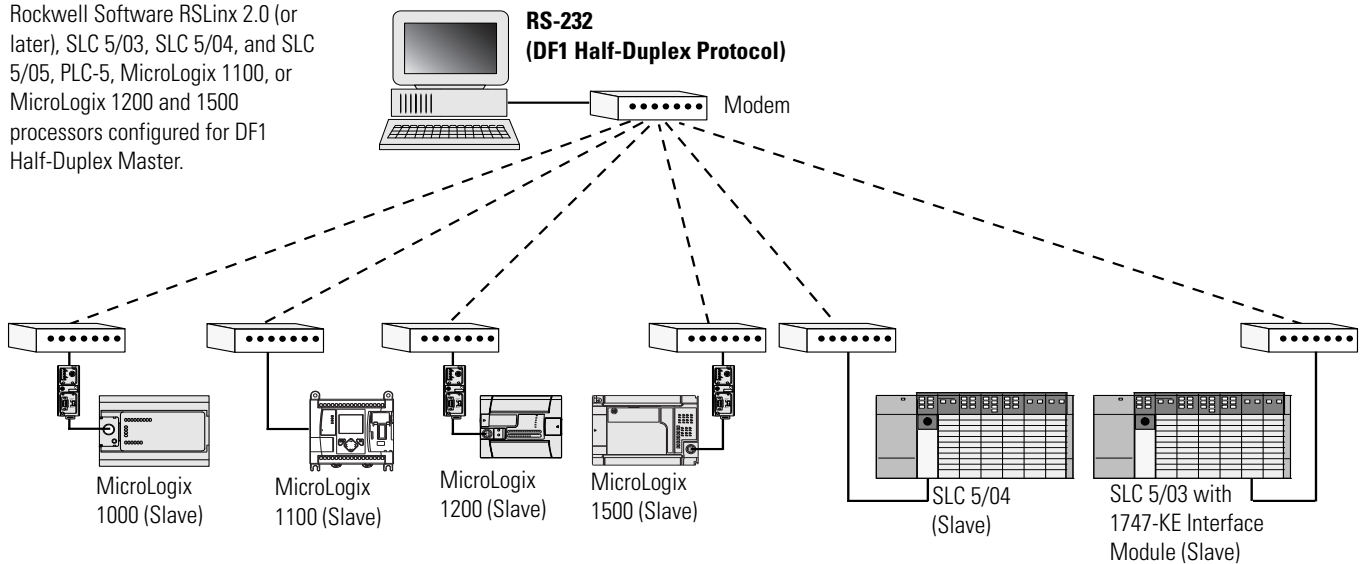 Rockwell Software RSLinx 2.0 (or
later), SLC 5/03, SLC 5/04, and SLC
5/05, PLC-5, MicroLogix 1100, or
MicroLogix 1200 and 1500
processors configured for DF1
Half-Duplex Master.
RS-232
(DF1 Half-Duplex Protocol)
Modem
MicroLogix
1000 (Slave)
MicroLogix
1100 (Slave)
MicroLogix
1200 (Slave)
MicroLogix
1500 (Slave)
SLC 5/04
(Slave)
SLC 5/03 with
1747-KE Interface
Module (Slave)